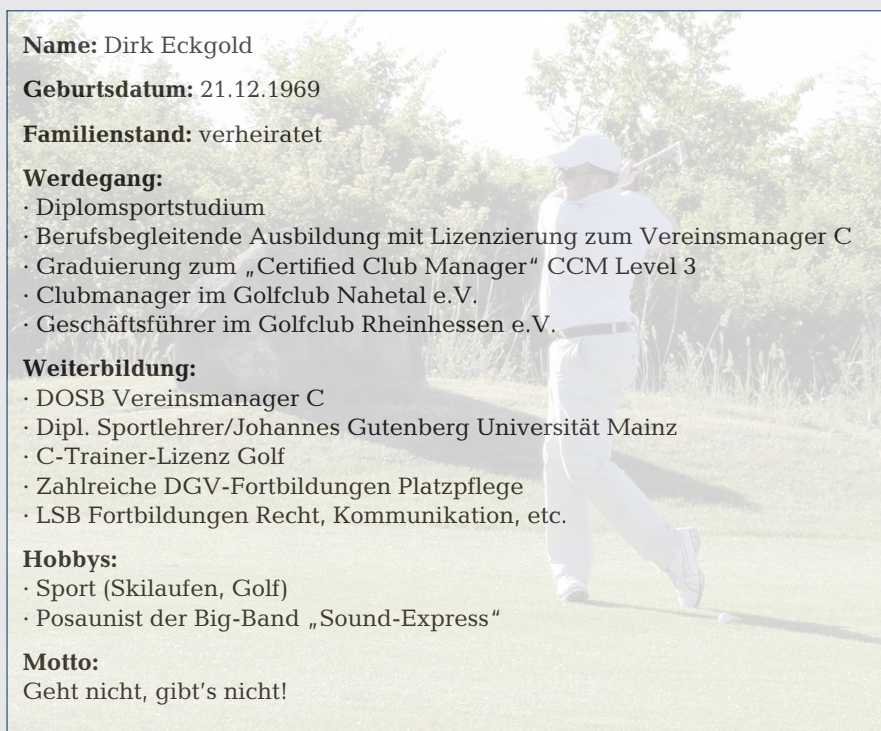 Name: Dirk Eckgold
Geburtsdatum: 21.12.1969
Familienstand: verheiratet
Werdegang:
· Diplomsportstudium
· Berufsbegleitende Ausbildung mit Lizenzierung zum Vereinsmanager C
· Graduierung zum „Certified Club Manager“ CCM Level 3
· Clubmanager im Golfclub Nahetal e.V.
· Geschäftsführer im Golfclub Rheinhessen e.V.
Weiterbildung:
· DOSB Vereinsmanager C
· Dipl. Sportlehrer/Johannes Gutenberg Universität Mainz
· C-Trainer-Lizenz Golf
· Zahlreiche DGV-Fortbildungen Platzpflege
· LSB Fortbildungen Recht, Kommunikation, etc.
Hobbys:
· Sport (Skilaufen, Golf)
· Posaunist der Big-Band „Sound-Express“
Motto:
Geht nicht, gibt’s nicht!